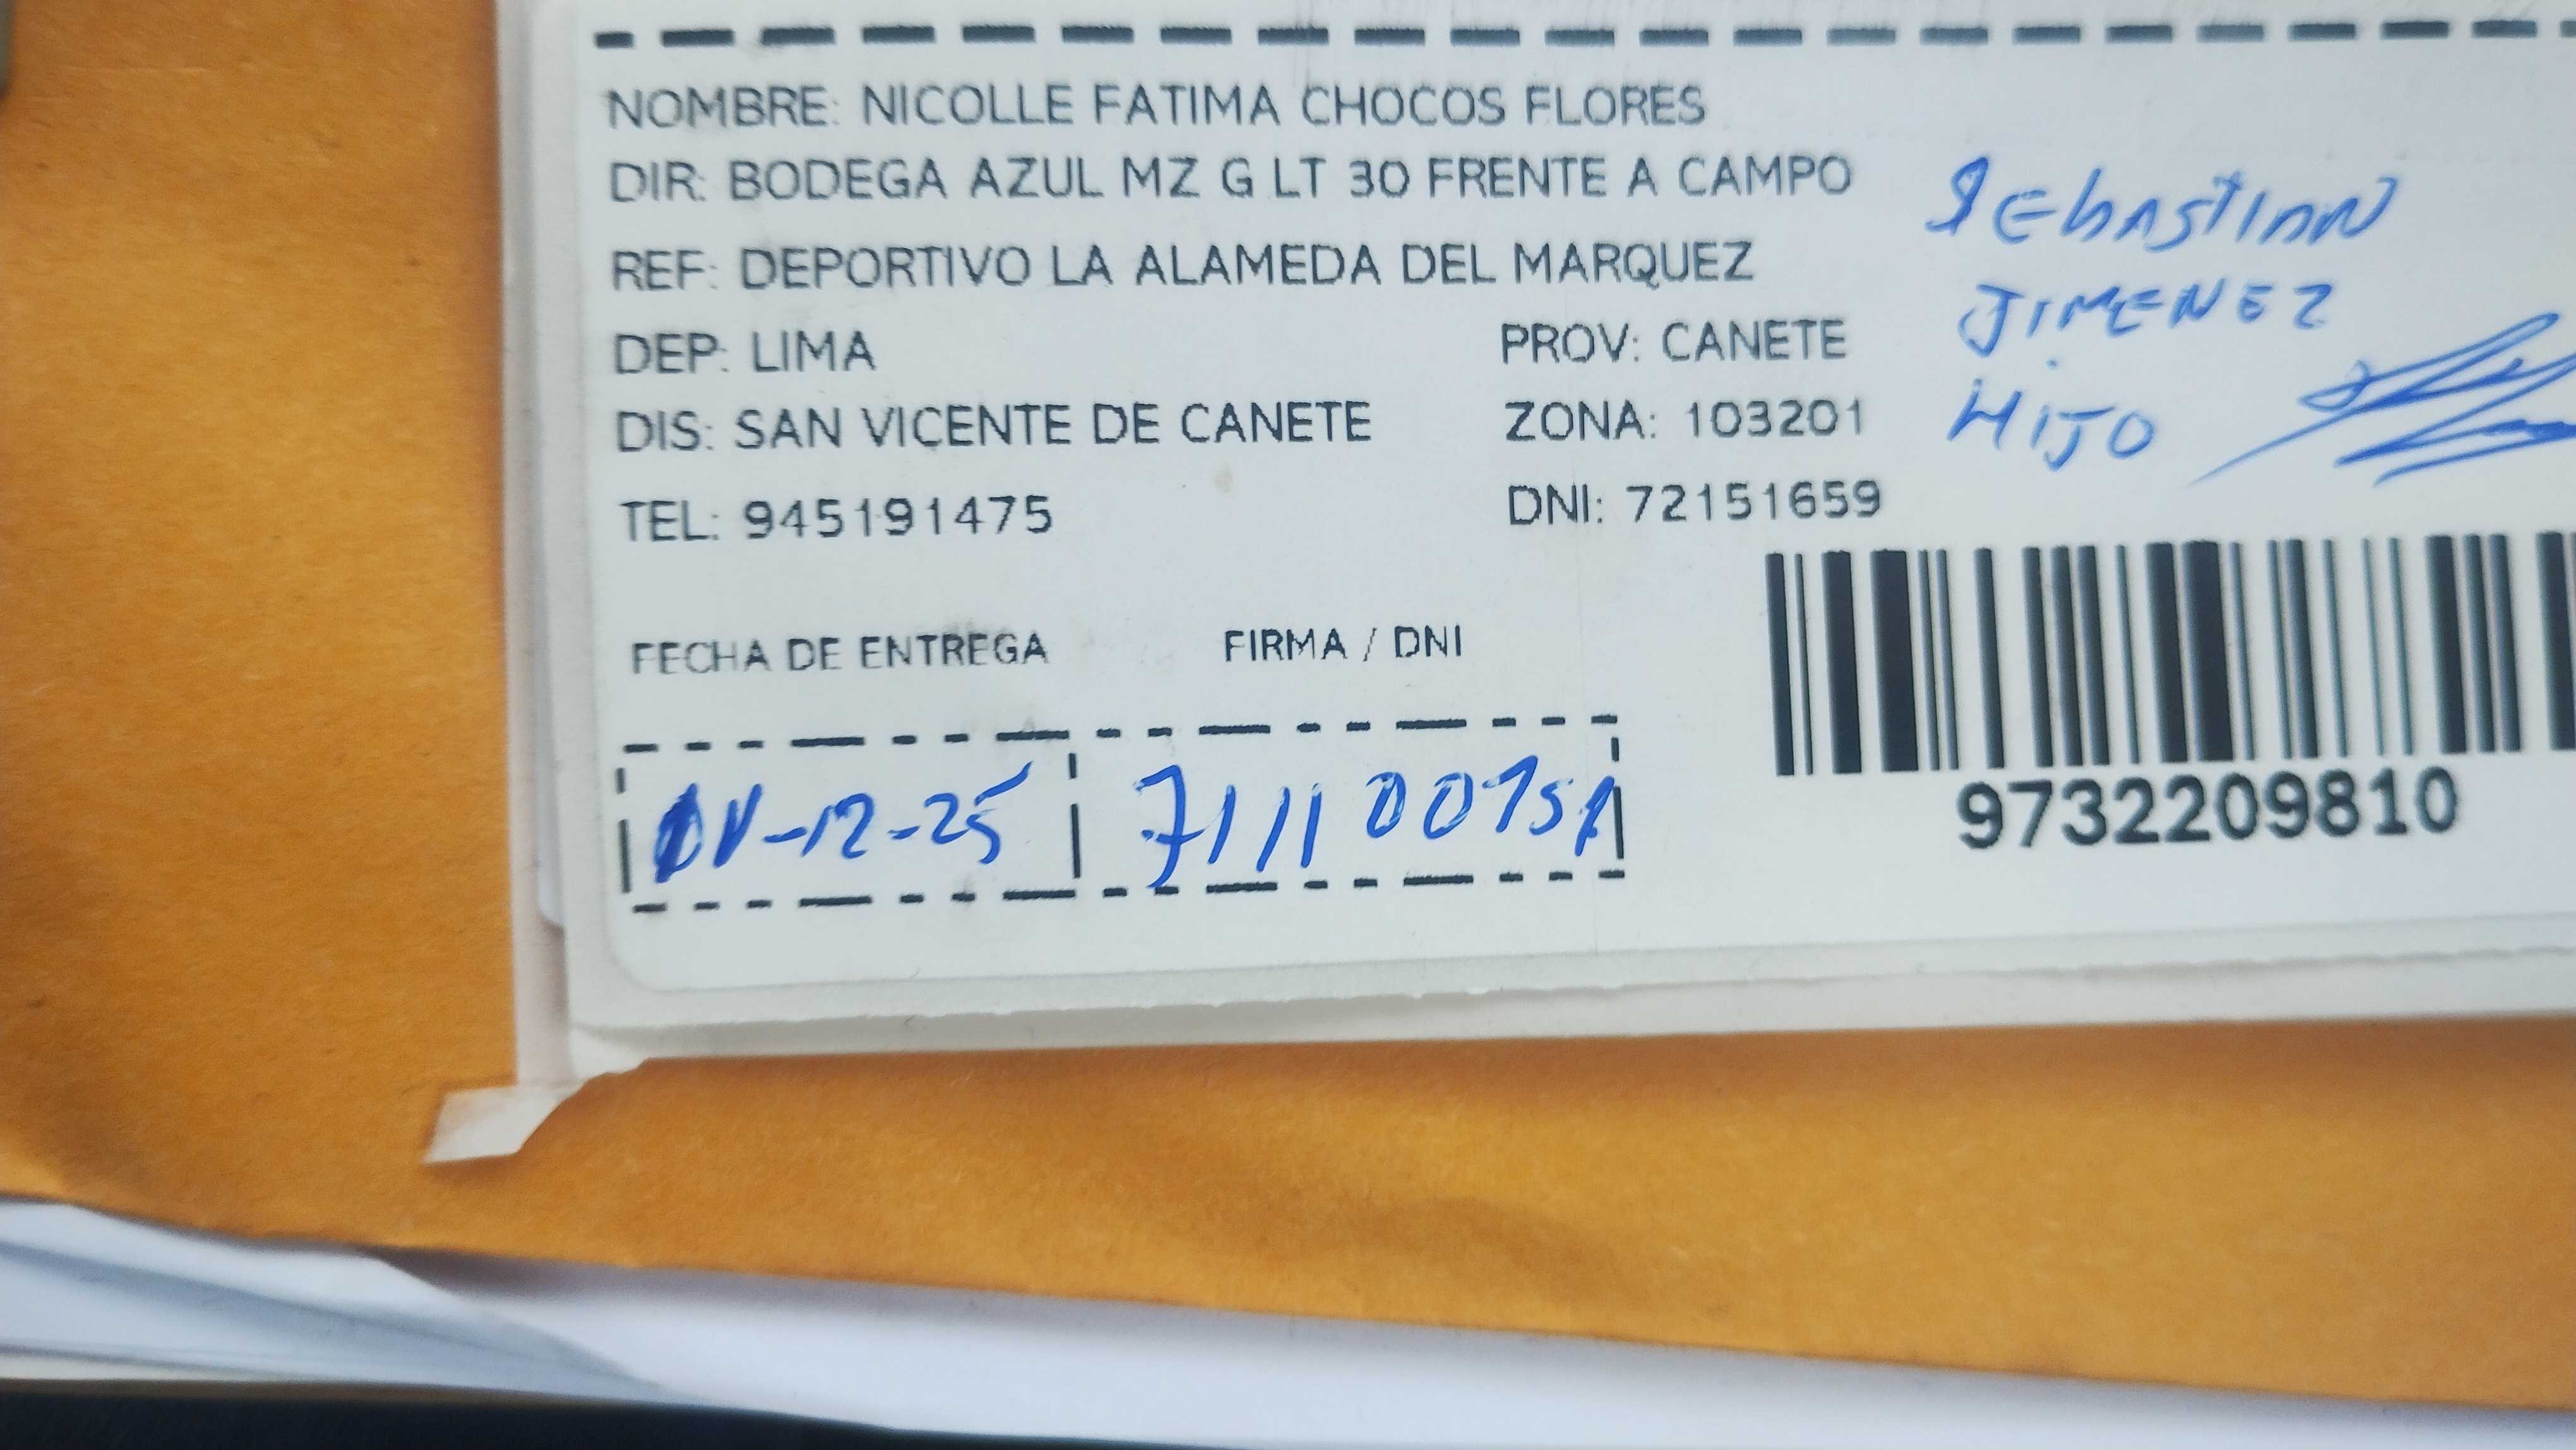 NOMBRE: NICOLLE FATIMA CHOCOS FLORES
DIR: BODEGA AZUL MZ G LT 30 FRENTE A CAMPO
REF: DEPORTIVO LA ALAMEDA DEL MARQUEZ
DEP: LIMA PROV: CANETE
DIS: SAN VICENTE DE CANETE ZONA: 103201
TEL: 945191475 DNI: 72151659
SEbASTIAN
JIMENEZ
HIJO
FECHA DE ENTREGA FIRMA / DNI
-12-25
9732209810